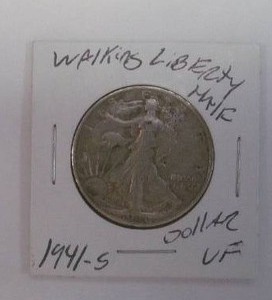 WALKING LIBERTY
HALF
DOLLAR
1941-S VF